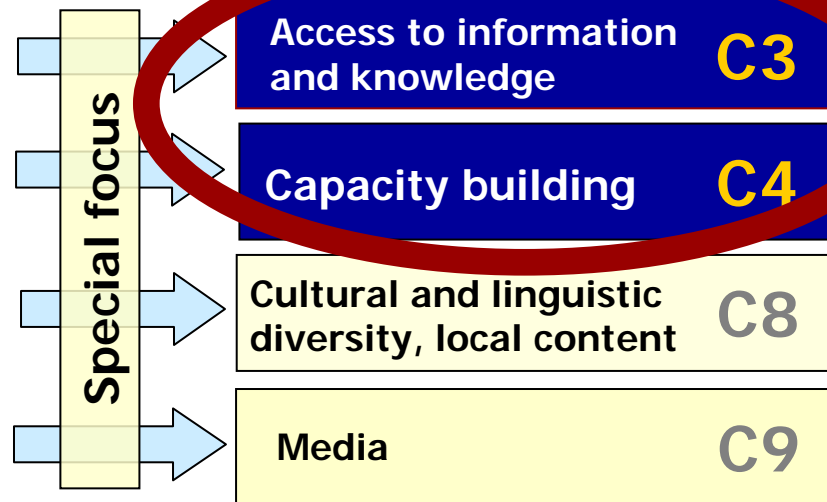 Special focus
Access to information
and knowledge
C3
Capacity building
C4
Cultural and linguistic
diversity, local content
C8
Media
C9